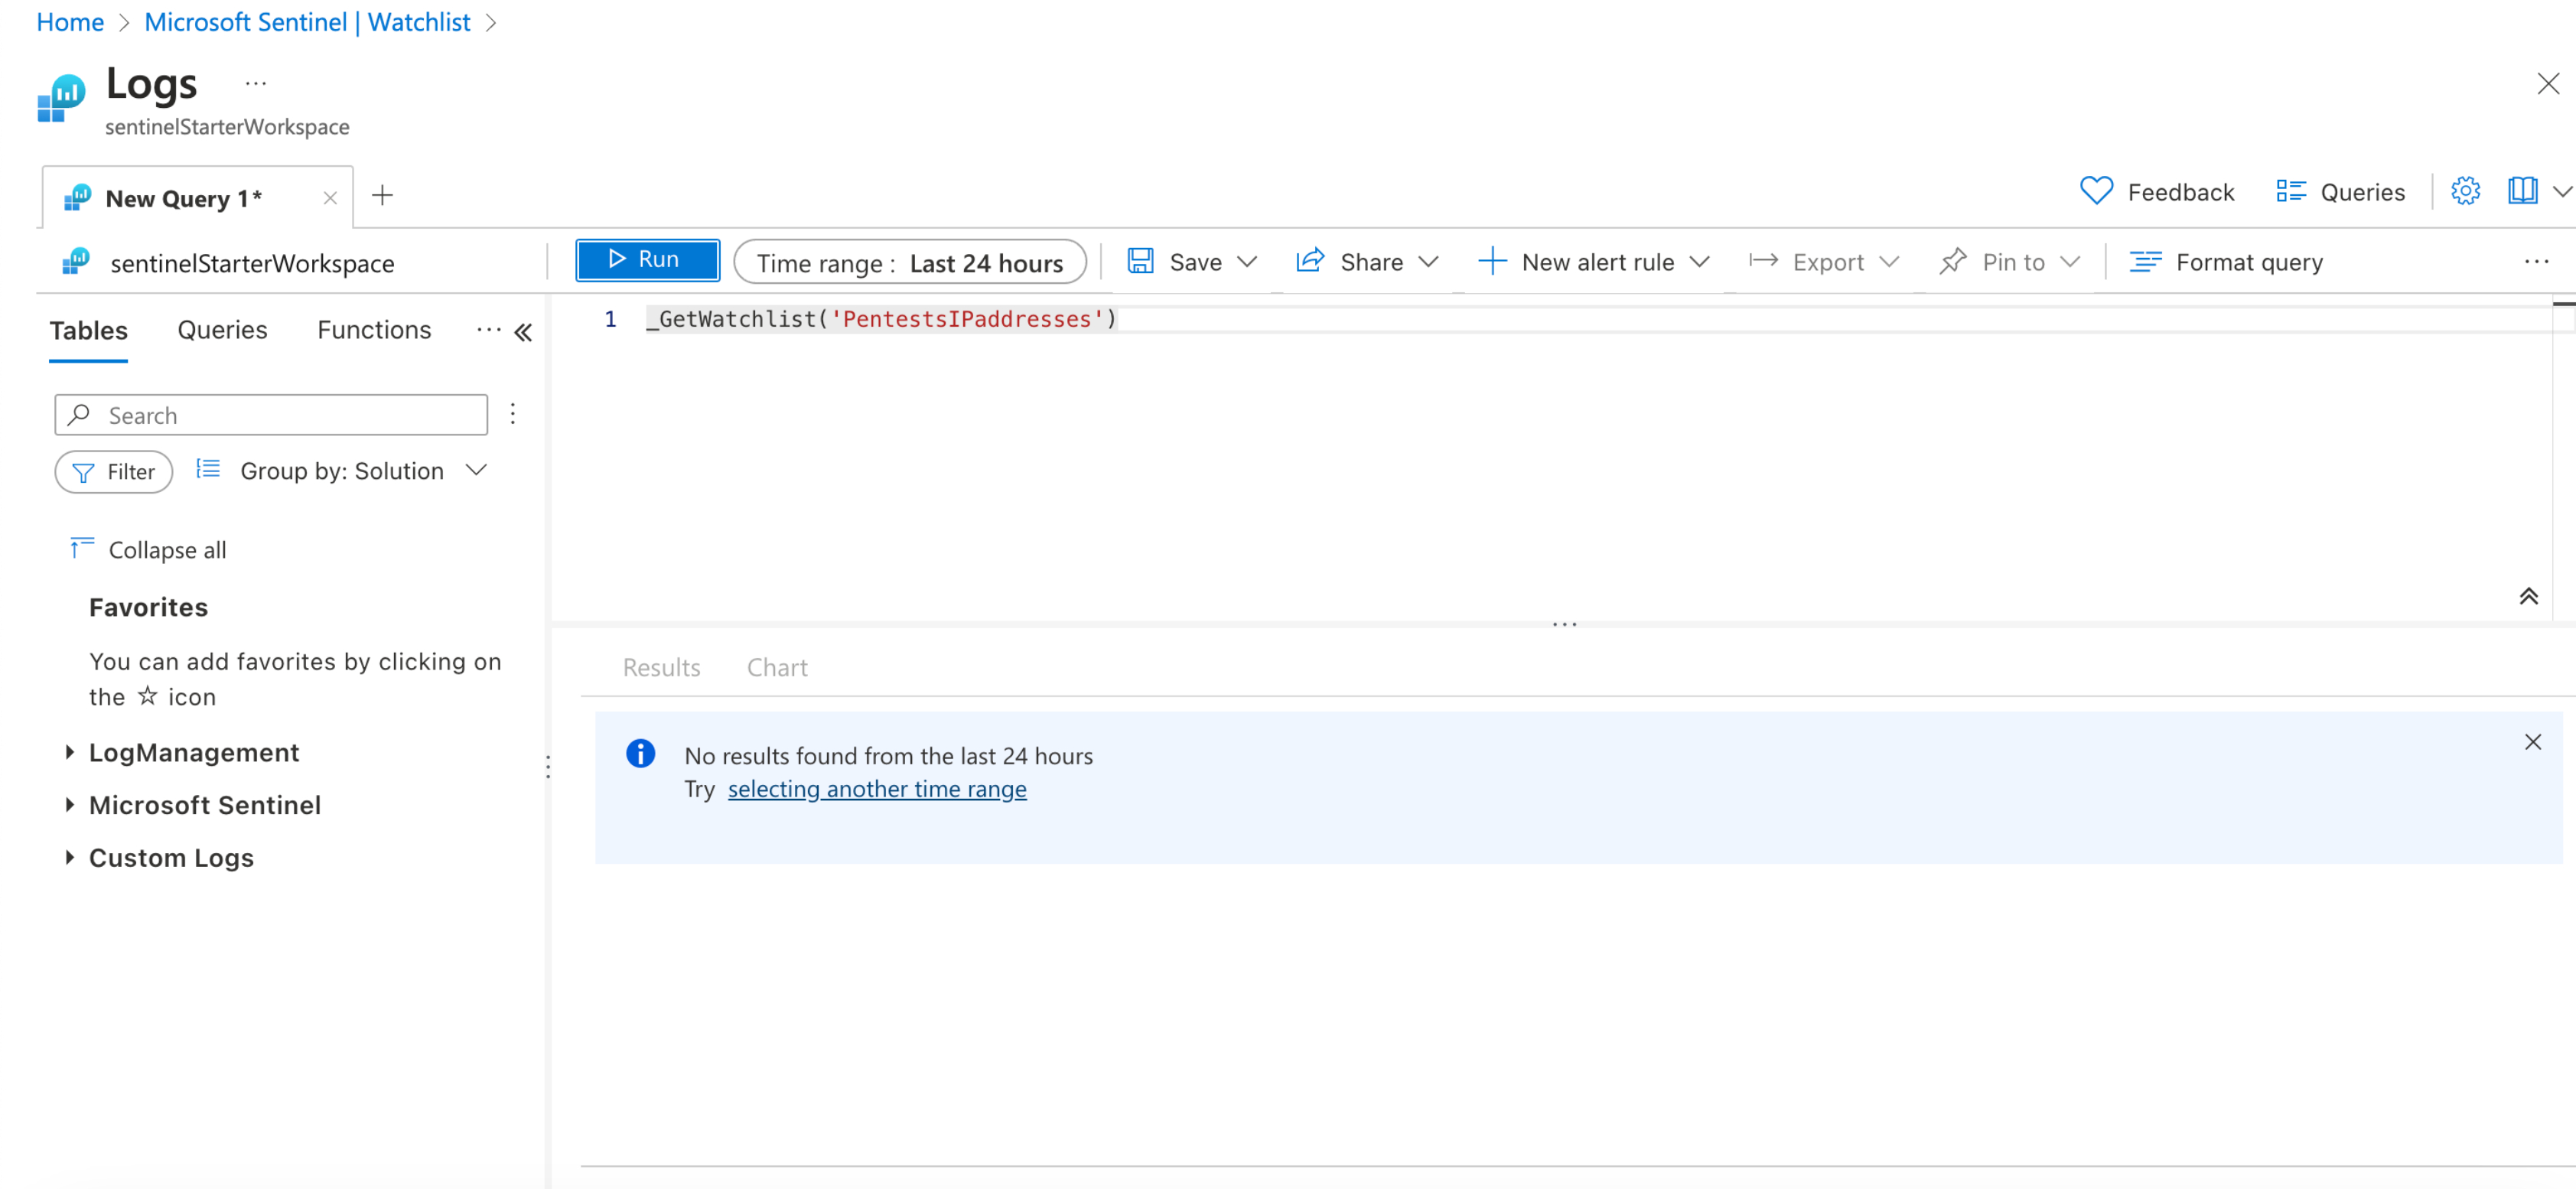 Home > Microsoft Sentinel | Watchlist >
Logs ...
sentinelStarterWorkspace
New Query 1*
Feedback Queries
sentinelStarterWorkspace
Run Time range : Last 24 hours Save Share New alert rule Export Pin to Format query ...
Tables Queries Functions ...
1 _GetWatchlist('PentestsIPaddresses')
Search
Filter Group by: Solution
Collapse all
Favorites
You can add favorites by clicking on
the ☆ icon
LogManagement
Microsoft Sentinel
Custom Logs
Results Chart
No results found from the last 24 hours
Try selecting another time range